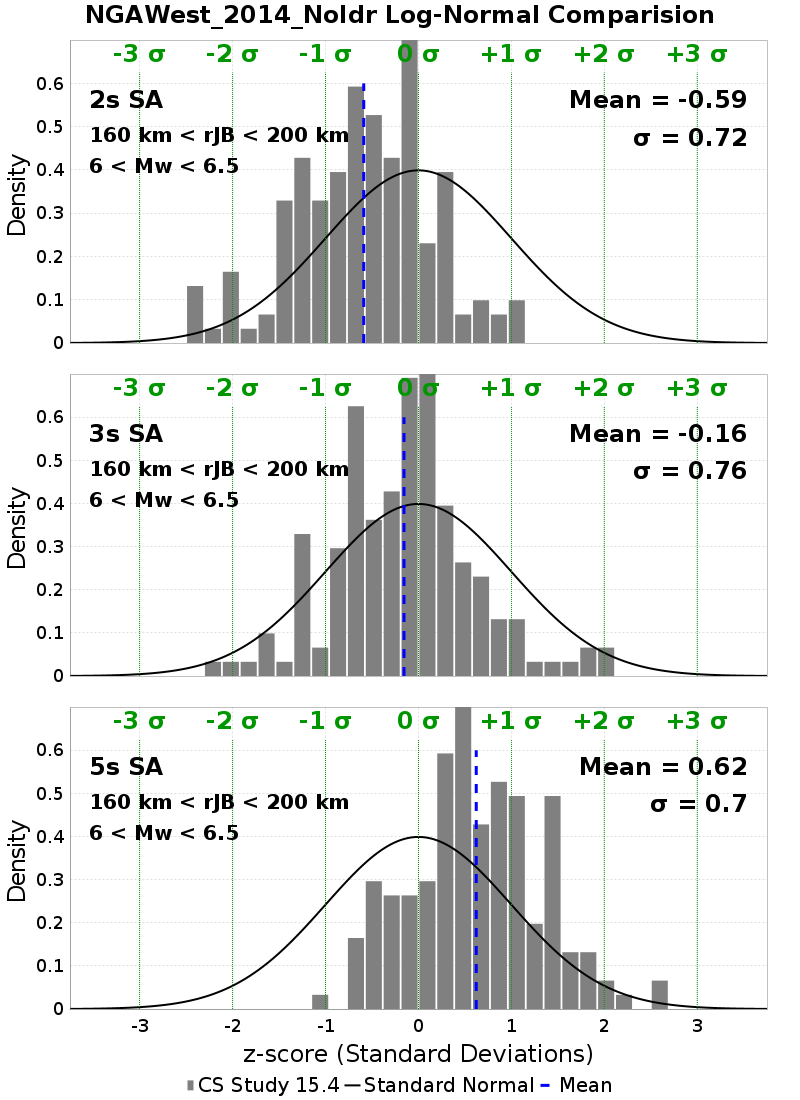 NGAWest_2014_NoIdr Log-Normal Comparision
-3 σ -2 σ -1 σ 0 σ +1 σ +2 σ +3 σ
2s SA Mean = -0.59
160 km < rJB < 200 km σ = 0.72
6 < Mw < 6.5
0.6
0.5
0.4
0.3
0.2
0.1
0
Density
-3 σ -2 σ -1 σ 0 σ +1 σ +2 σ +3 σ
3s SA Mean = -0.16
160 km < rJB < 200 km σ = 0.76
6 < Mw < 6.5
0.6
0.5
0.4
0.3
0.2
0.1
0
Density
-3 σ -2 σ -1 σ 0 σ +1 σ +2 σ +3 σ
5s SA Mean = 0.62
160 km < rJB < 200 km σ = 0.7
6 < Mw < 6.5
0.6
0.5
0.4
0.3
0.2
0.1
0
Density
-3 -2 -1 0 1 2 3
z-score (Standard Deviations)
CS Study 15.4 Standard Normal Mean